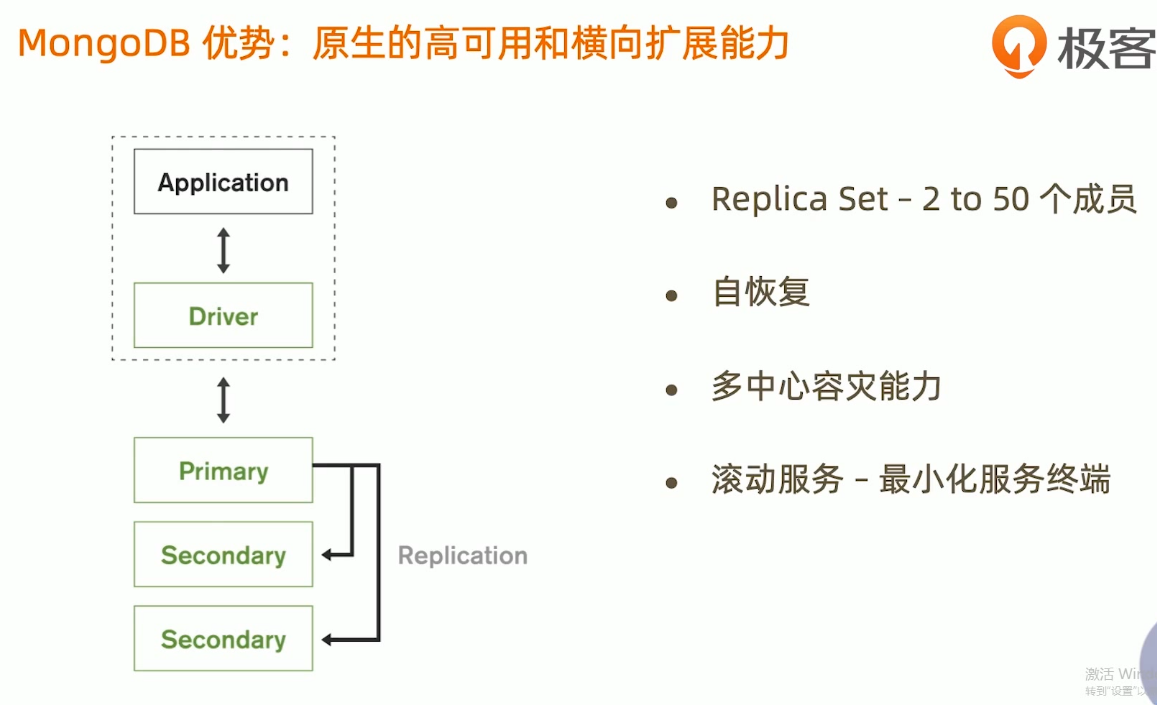 MongoDB 优势：原生的高可用和横向扩展能力
极客
Application
Driver
Primary
Secondary
Secondary
Replication
Replica Set – 2 to 50 个成员
自恢复
多中心容灾能力
滚动服务 – 最小化服务终端
激活 Win
转到"设置"以